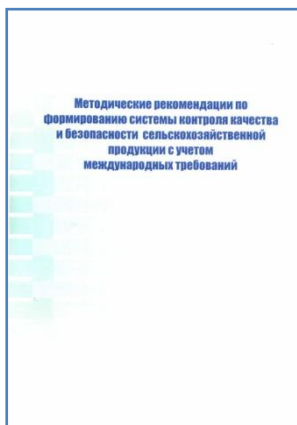 Методические рекомендации по
формированию системы контроля качества
и безопасности сельскохозяйственной
продукции с учетом
международных требований